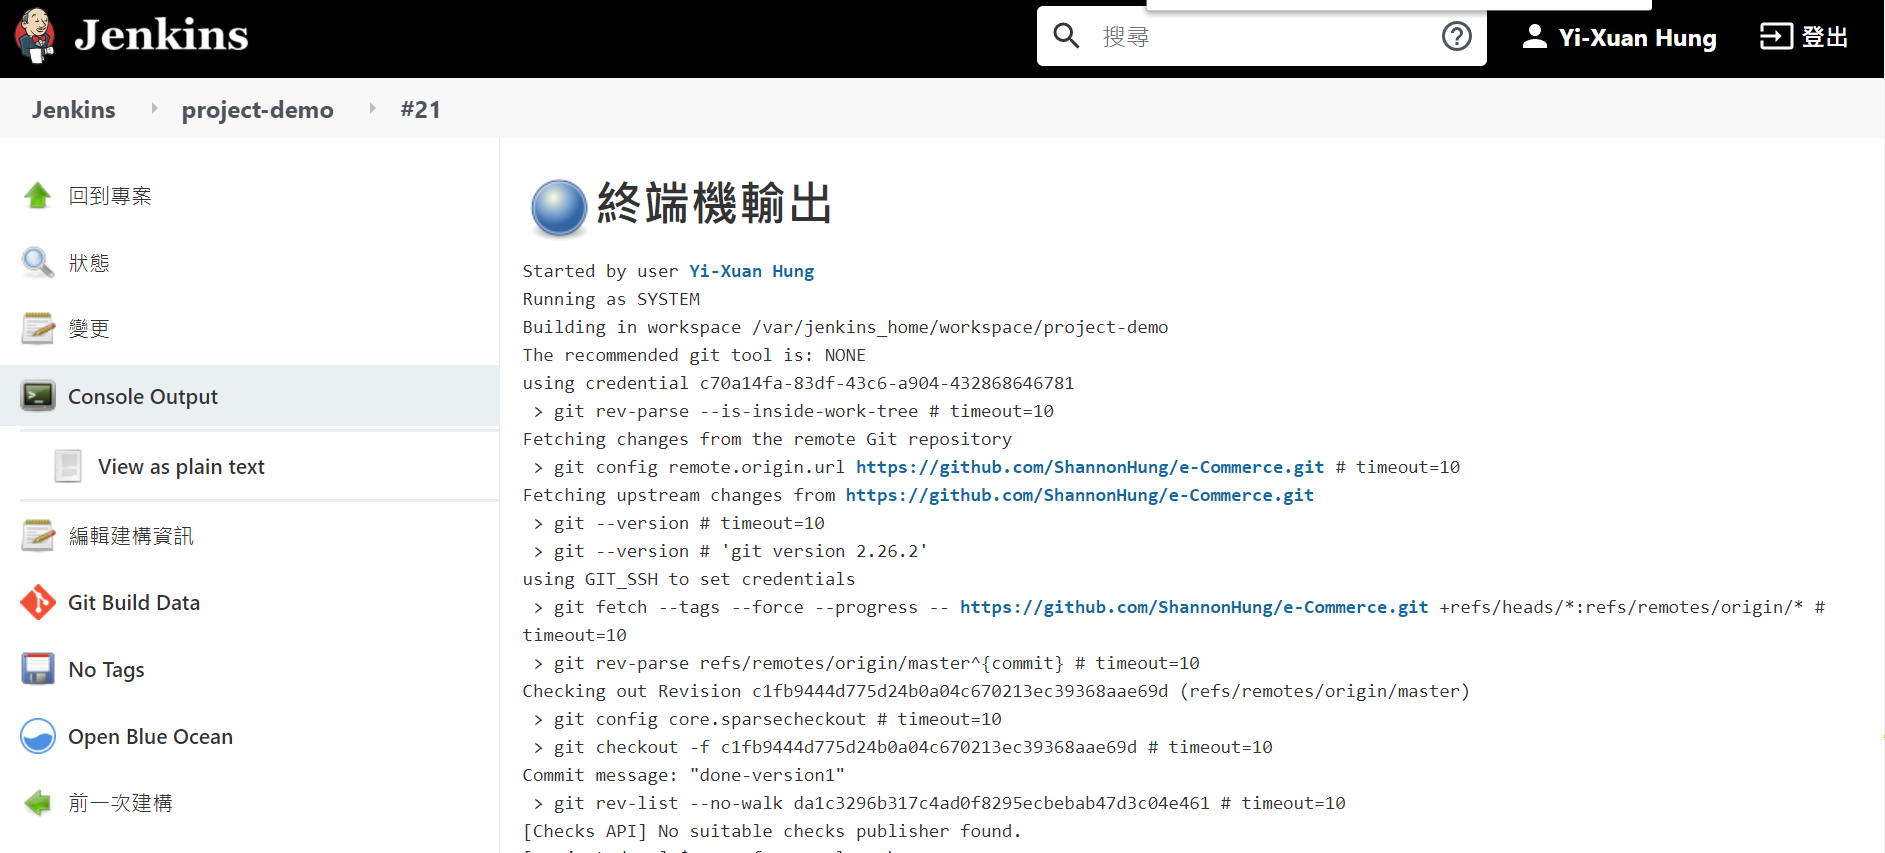 Jenkins
搜尋
Yi-Xuan Hung
登出
Jenkins
project-demo
#21
回到專案
狀態
變更
Console Output
View as plain text
編輯建構資訊
Git Build Data
No Tags
Open Blue Ocean
前一次建構
終端機輸出
Started by user Yi-Xuan Hung
Running as SYSTEM
Building in workspace /var/jenkins_home/workspace/project-demo
The recommended git tool is: NONE
using credential c70a14fa-83df-43c6-a904-432868646781
> git rev-parse --is-inside-work-tree # timeout=10
Fetching changes from the remote Git repository
> git config remote.origin.url https://github.com/ShannonHung/e-Commerce.git # timeout=10
Fetching upstream changes from https://github.com/ShannonHung/e-Commerce.git
> git --version # timeout=10
> git --version # 'git version 2.26.2'
using GIT_SSH to set credentials
> git fetch --tags --force --progress -- https://github.com/ShannonHung/e-Commerce.git +refs/heads/*:refs/remotes/origin/* #
timeout=10
> git rev-parse refs/remotes/origin/master^{commit} # timeout=10
Checking out Revision c1fb9444d775d24b0a04c670213ec39368aae69d (refs/remotes/origin/master)
> git config core.sparsecheckout # timeout=10
> git checkout -f c1fb9444d775d24b0a04c670213ec39368aae69d # timeout=10
Commit message: "done-version1"
> git rev-list --no-walk da1c3296b317c4ad0f8295ecbebab47d3c04e461 # timeout=10
[Checks API] No suitable checks publisher found.